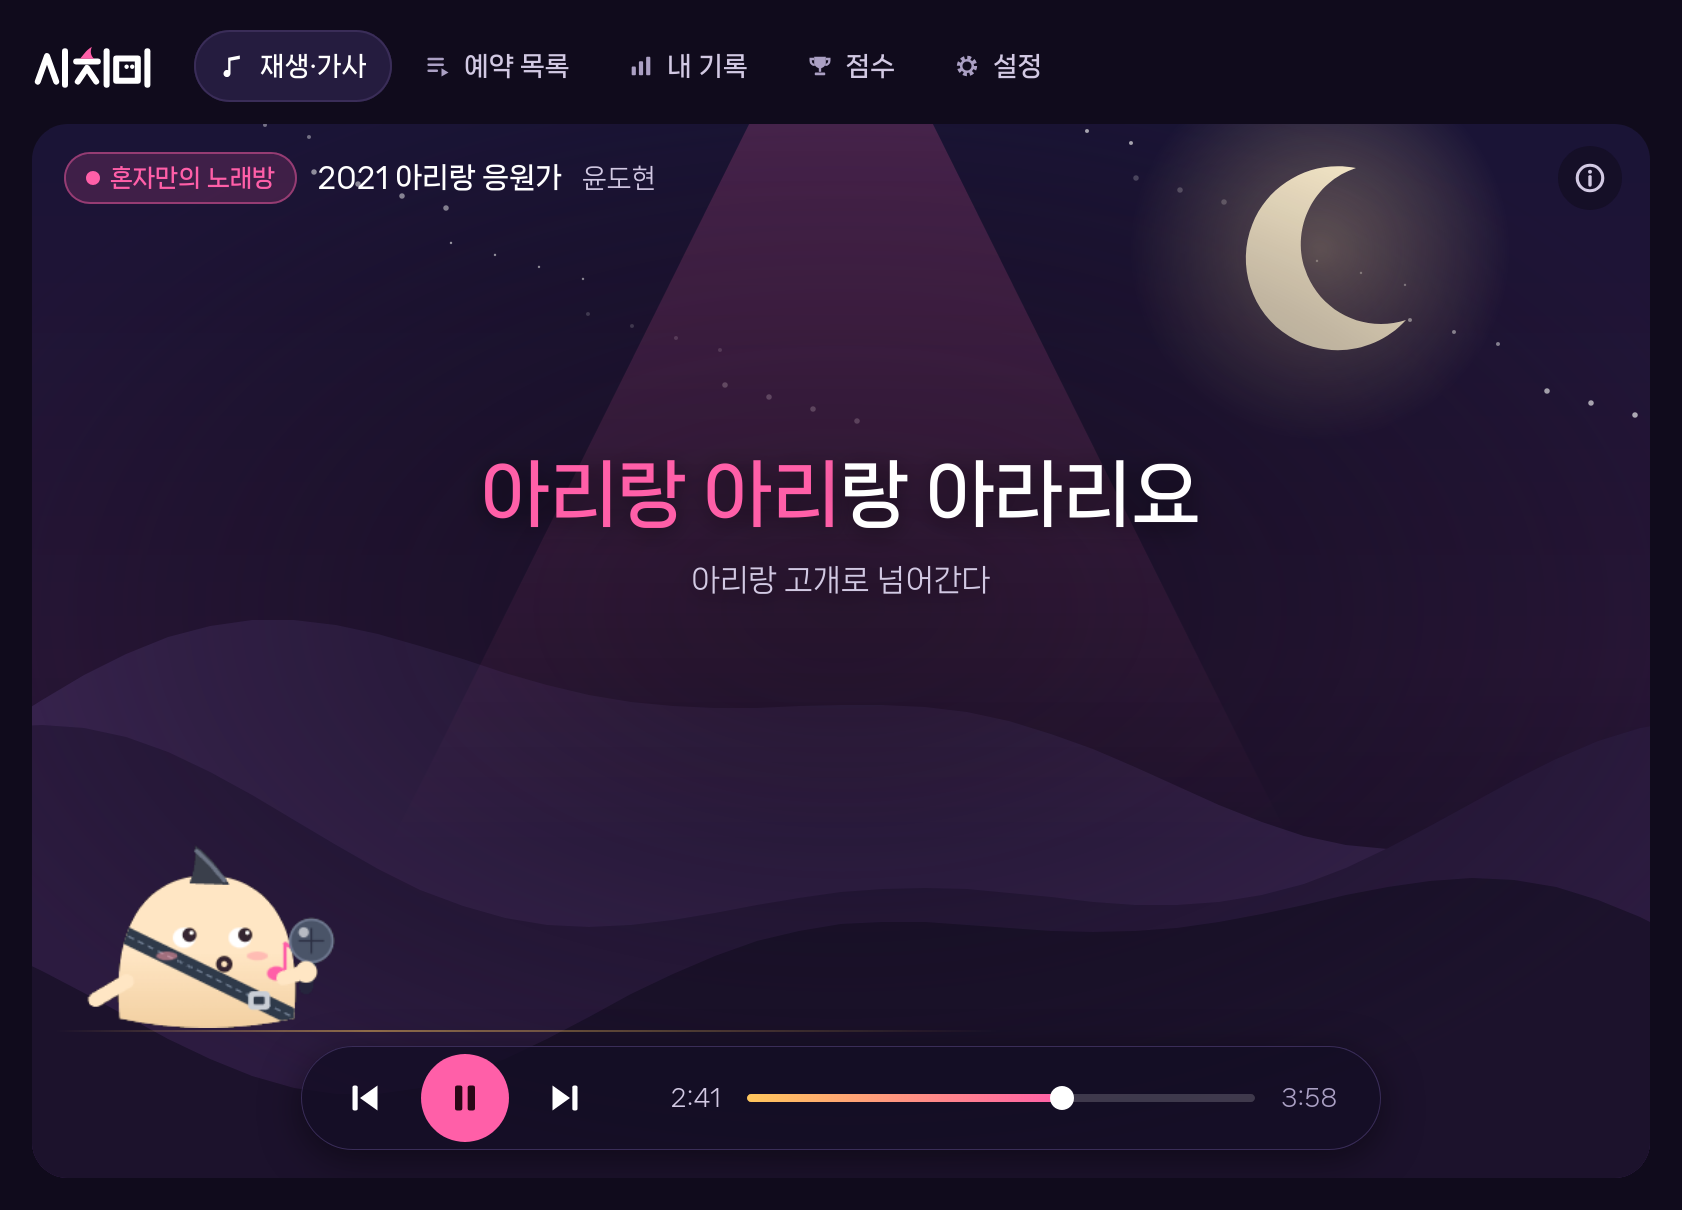 시치미
재생·가사
예약 목록
내 기록
점수
설정
혼자만의 노래방
2021 아리랑 응원가 윤도현
아리랑 아리랑 아라리요
아리랑 고개로 넘어간다
2:41
3:58